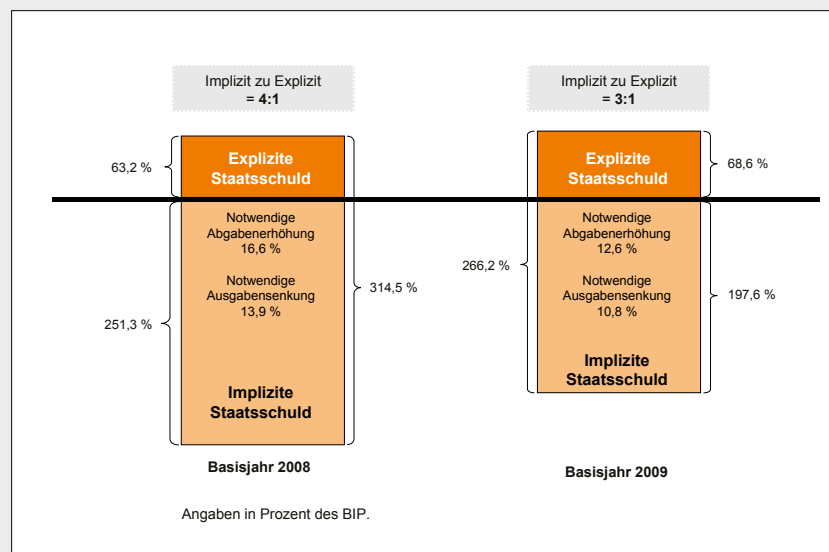 Implizit zu Explizit
= 4:1
63,2 %
Explizite
Staatsschuld
Notwendige
Abgabenerhöhung
16,6 %
Notwendige
Ausgabensenkung
13,9 %
251,3 %
314,5 %
Implizite
Staatsschuld
Basisjahr 2008
Implizit zu Explizit
= 3:1
Explizite
Staatsschuld
68,6 %
Notwendige
Abgabenerhöhung
12,6 %
266,2 %
Notwendige
Ausgabensenkung
10,8 %
197,6 %
Implizite
Staatsschuld
Basisjahr 2009
Angaben in Prozent des BIP.